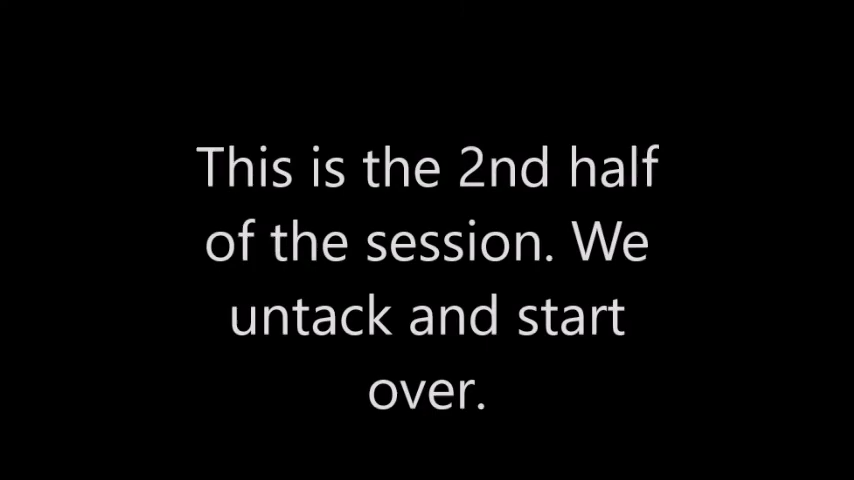 This is the 2nd half
of the session. We
untack and start
over.